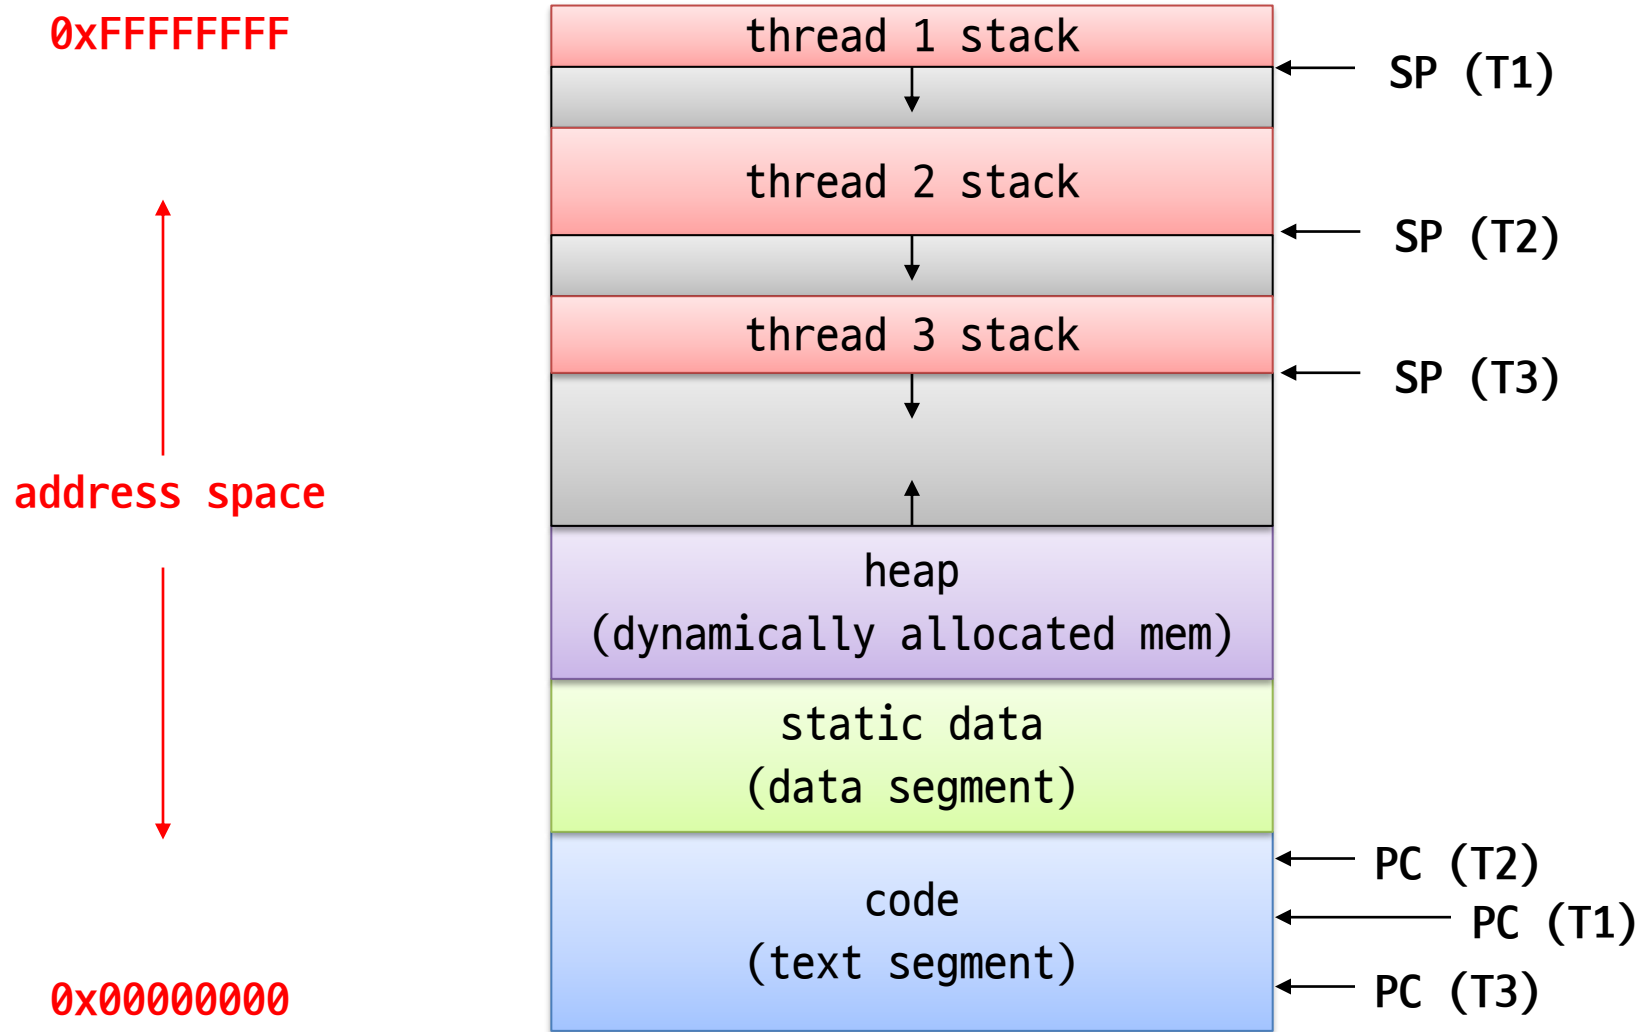 0xFFFFFFFF
thread 1 stack
SP (T1)
thread 2 stack
SP (T2)
thread 3 stack
SP (T3)
address space
heap
(dynamically allocated mem)
static data
(data segment)
PC (T2)
code
PC (T1)
(text segment)
PC (T3)
0x00000000